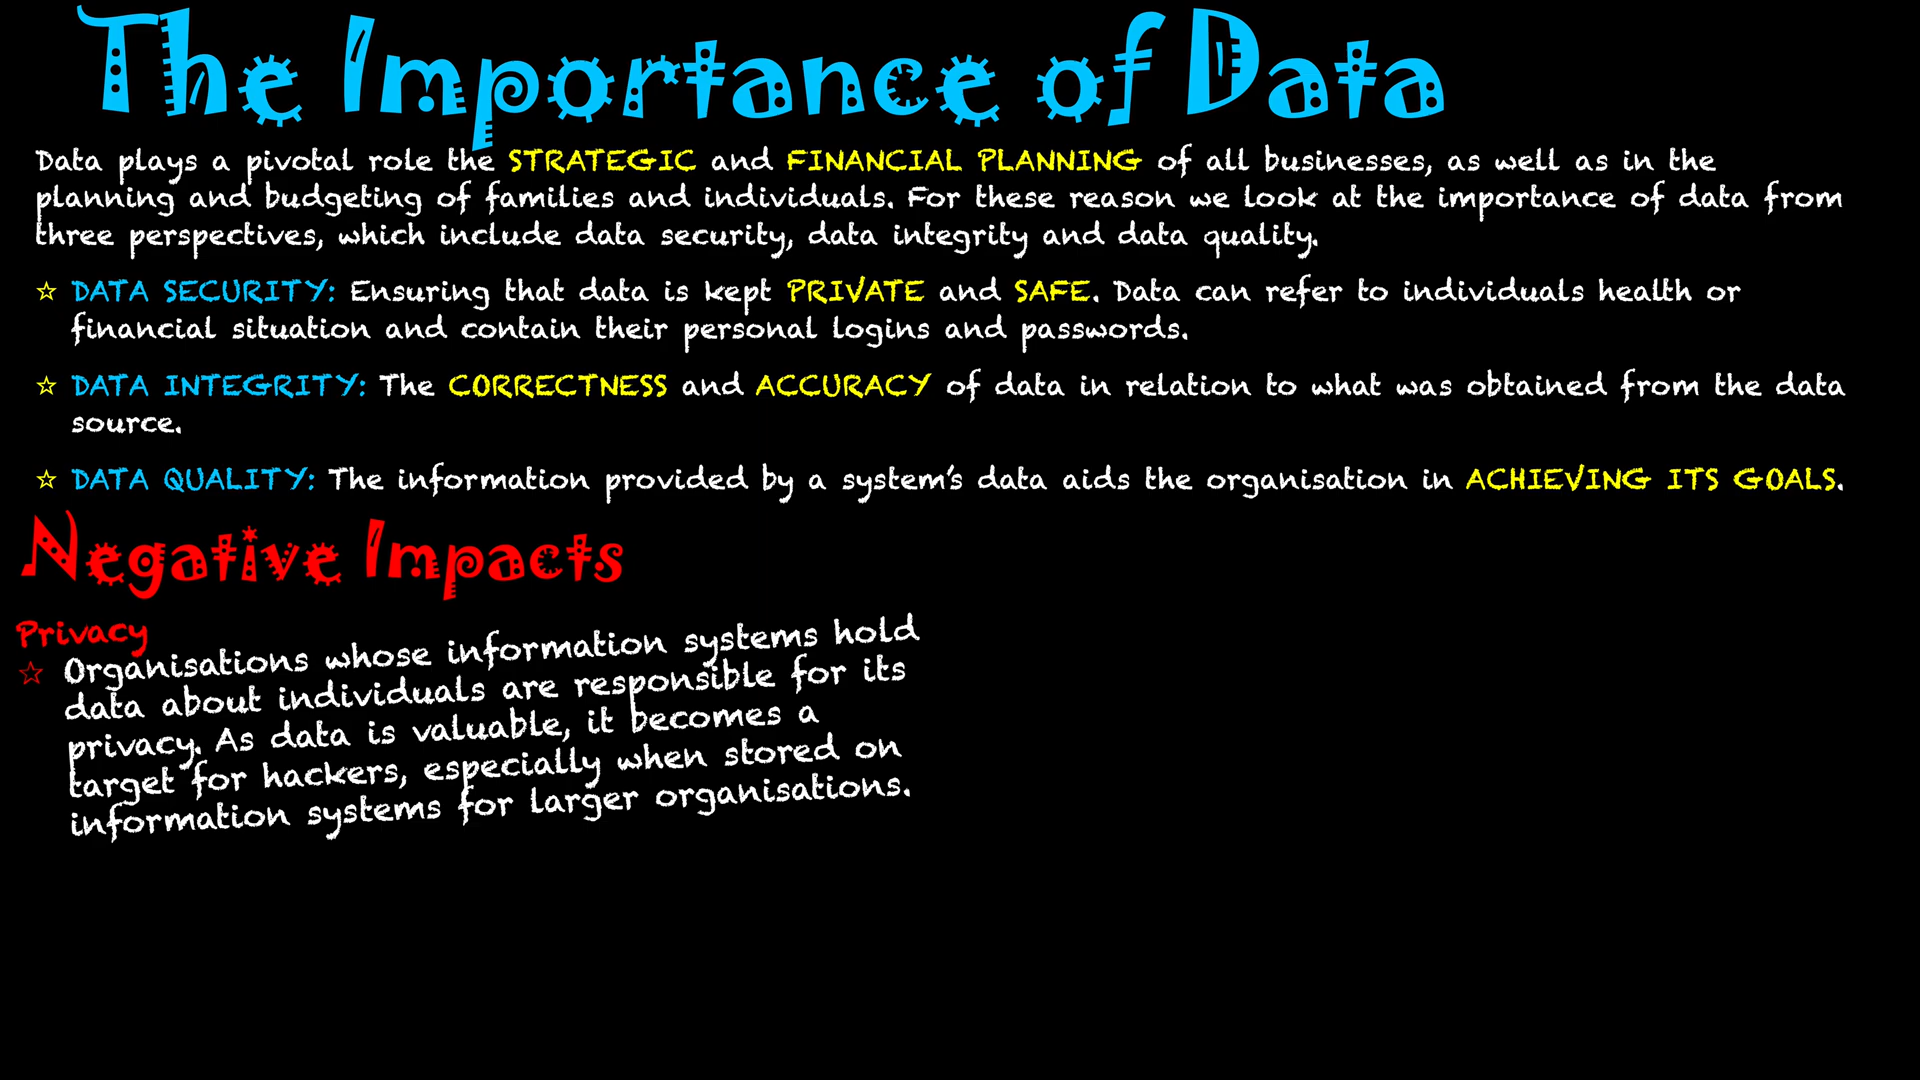 The Importance of Data
Data plays a pivotal role the STRATEGIC and FINANCIAL PLANNING of all businesses, as well as in the
planning and budgeting of families and individuals. For these reason we look at the importance of data from
three perspectives, which include data security, data integrity and data quality.
☆ DATA SECURITY: Ensuring that data is kept PRIVATE and SAFE. Data can refer to individuals health or
financial situation and contain their personal logins and passwords.
☆ DATA INTEGRITY: The CORRECTNESS and ACCURACY of data in relation to what was obtained from the data
source.
☆ DATA QUALITY: The information provided by a system's data aids the organisation in ACHIEVING ITS GOALS.
Negative Impacts
Privacy
☆ Organisations whose information systems hold
data about individuals are responsible for its
privacy. As data is valuable, it becomes a
target for hackers, especially when stored on
information systems for larger organisations.